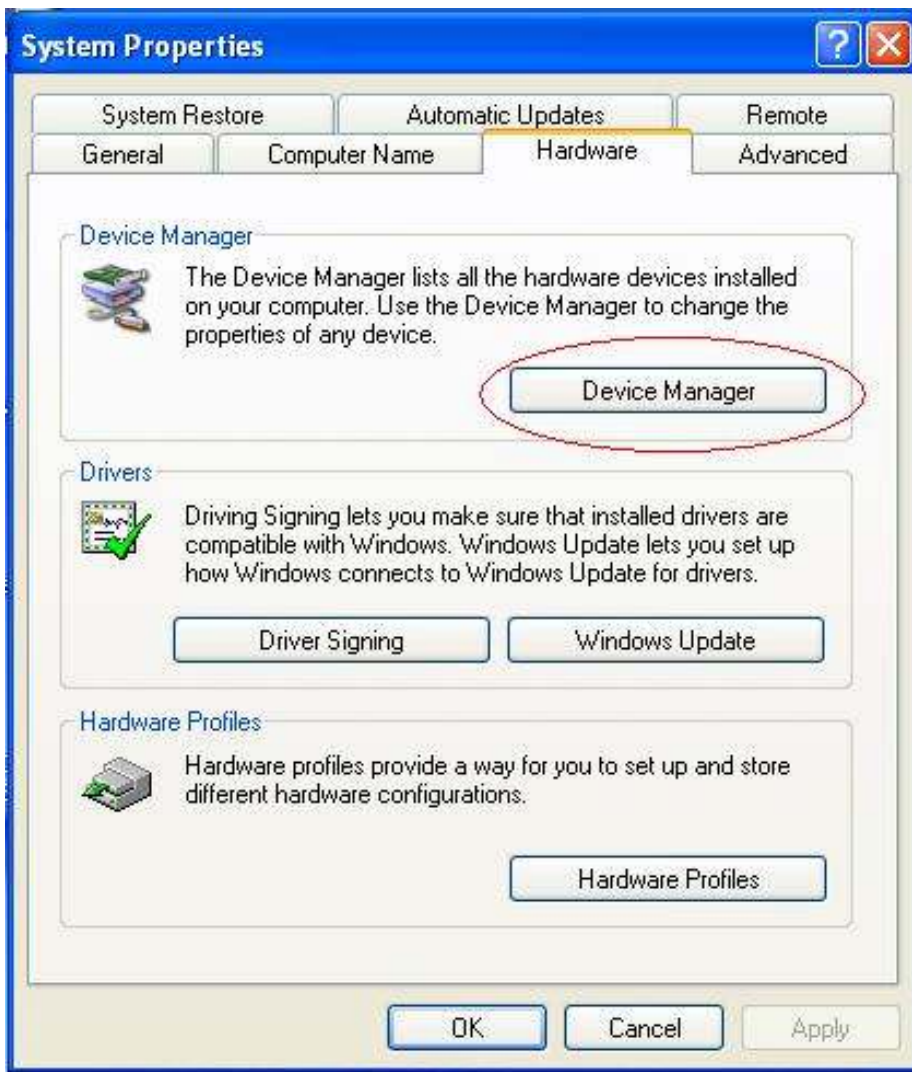 System Properties
System Restore
Automatic Updates
Remote
General
Computer Name
Hardware
Advanced
Device Manager
The Device Manager lists all the hardware devices installed
on your computer. Use the Device Manager to change the
properties of any device.
Device Manager
Drivers
Driving Signing lets you make sure that installed drivers are
compatible with Windows. Windows Update lets you set up
how Windows connects to Windows Update for drivers.
Driver Signing
Windows Update
Hardware Profiles
Hardware profiles provide a way for you to set up and store
different hardware configurations.
Hardware Profiles
OK
Cancel
Apply